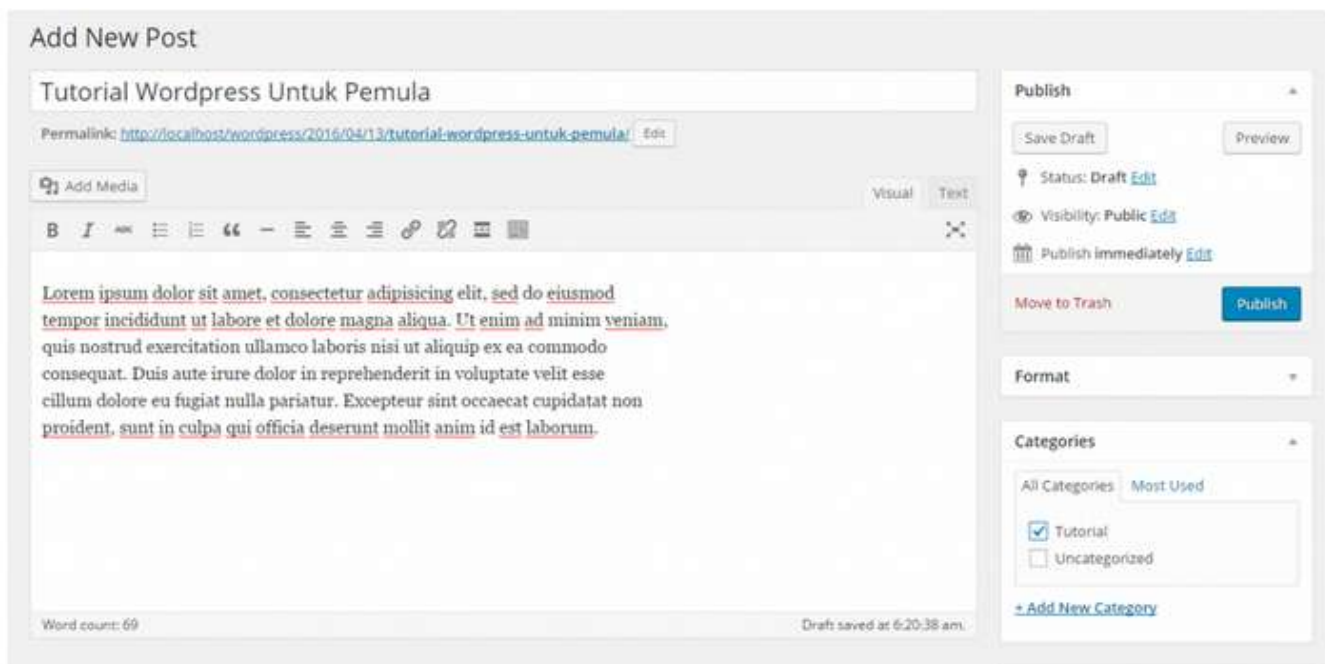 Add New Post
Tutorial Wordpress Untuk Pemula
Permalink: http://localhost/wordpress/2016/04/13/tutorial-wordpress-untuk-pemula/ Edit
Add Media
Visual Text
B I ABC
Lorem ipsum dolor sit amet, consectetur adipisicing elit, sed do eiusmod
tempor incididunt ut labore et dolore magna aliqua. Ut enim ad minim veniam,
quis nostrud exercitation ullamco laboris nisi ut aliquip ex ea commodo
consequat. Duis aute irure dolor in reprehenderit in voluptate velit esse
cillum dolore eu fugiat nulla pariatur. Excepteur sint occaecat cupidatat non
proident, sunt in culpa qui officia deserunt mollit anim id est laborum.
Word count: 69
Draft saved at 6:20:38 am.
Publish
Save Draft Preview
Status: Draft Edit
Visibility: Public Edit
Publish immediately Edit
Move to Trash Publish
Format
Categories
All Categories Most Used
Tutorial
Uncategorized
+ Add New Category